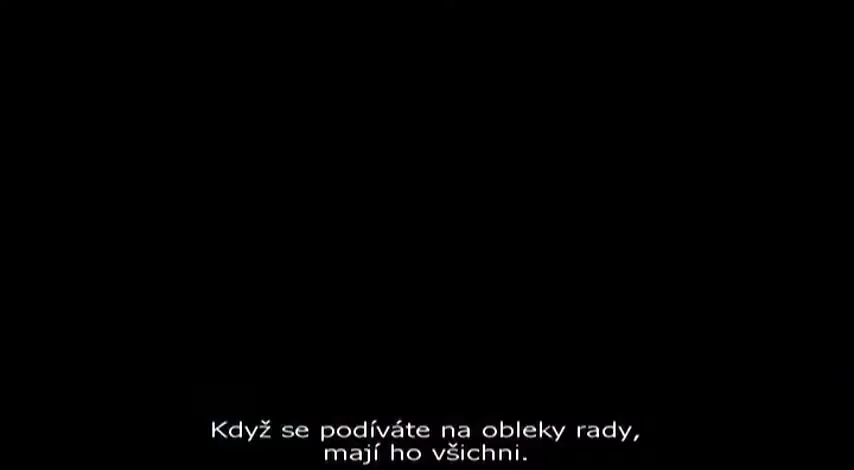 Když se podíváte na obleky rady,
mají ho všichni.